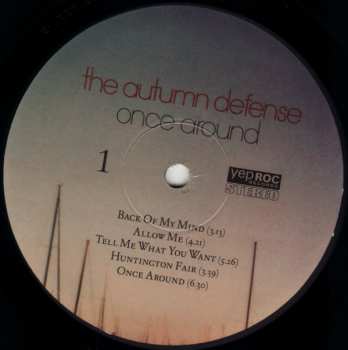 the autumn defense
once around
1
yep ROC
RECORDS
STEREO
BACK OF MY MIND (3.13)
ALLOW ME (4.21)
TELL ME WHAT YOU WANT (5.26)
HUNTINGTON FAIR (3.39)
ONCE AROUND (6.30)